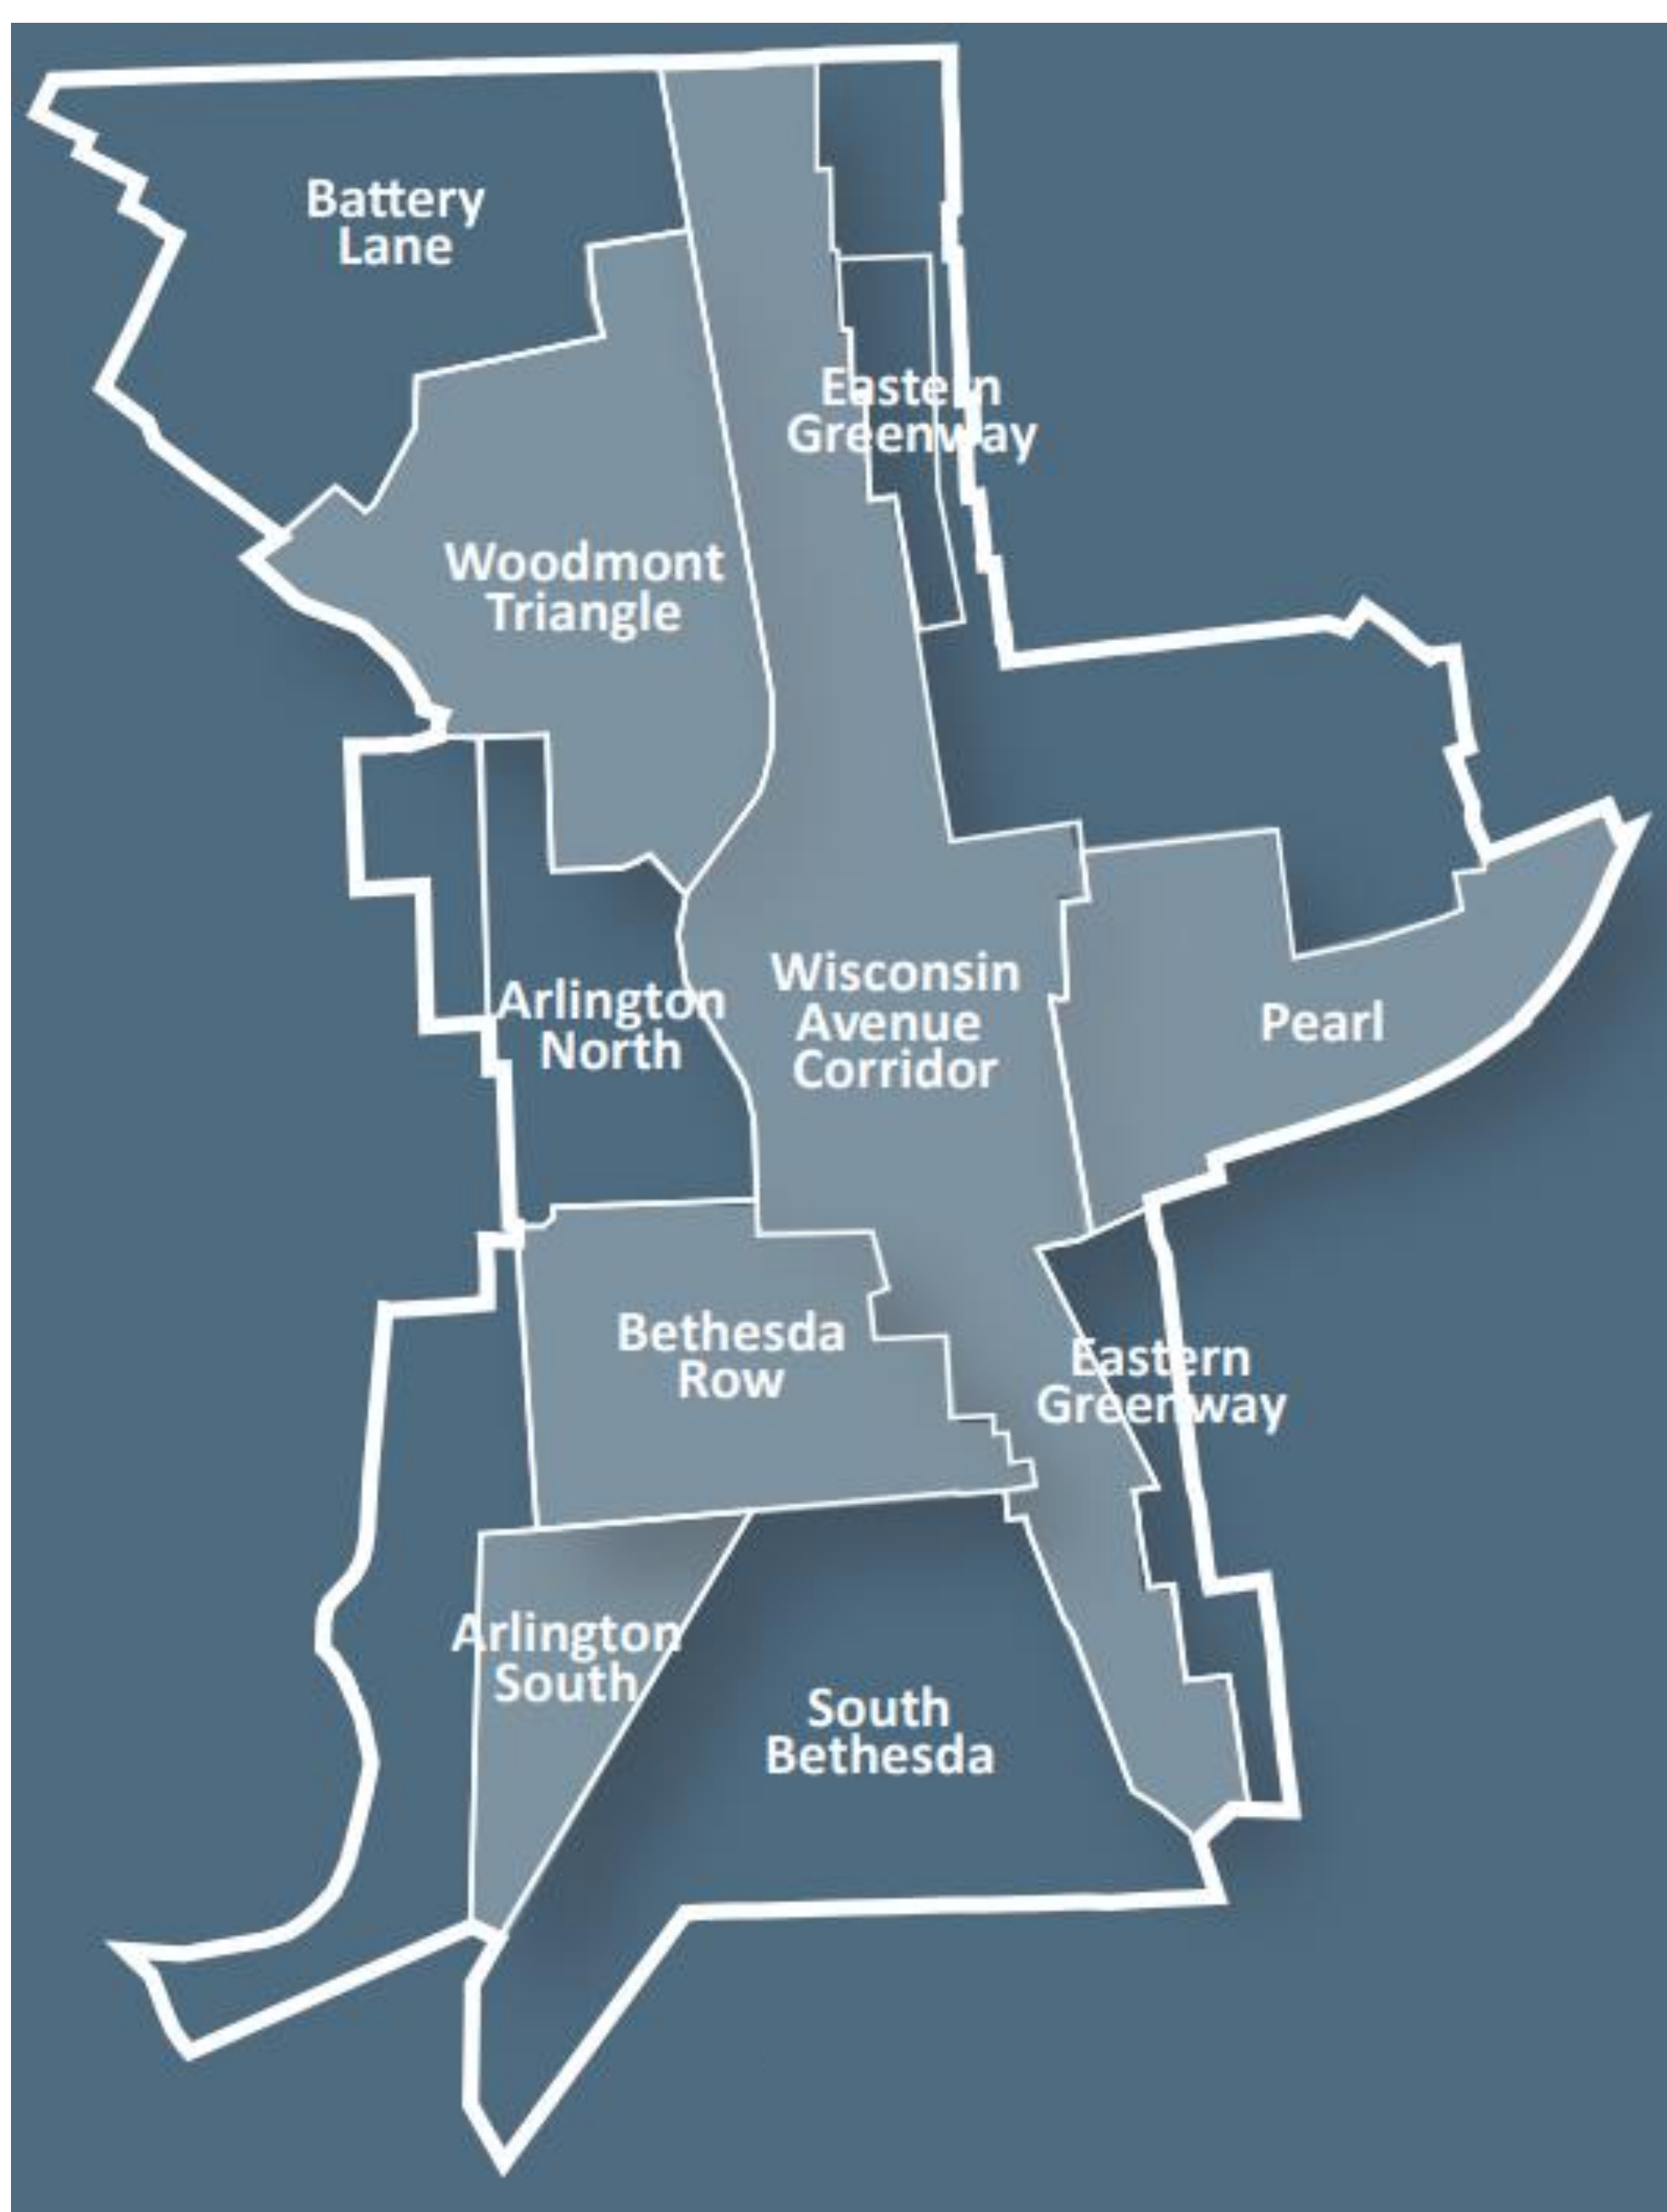 Battery
Lane
Eastern
Greenway
Woodmont
Triangle
Wisconsin
Avenue
Corridor
Arlington
North
Pearl
Bethesda
Row
Eastern
Greenway
Arlington
South
South
Bethesda